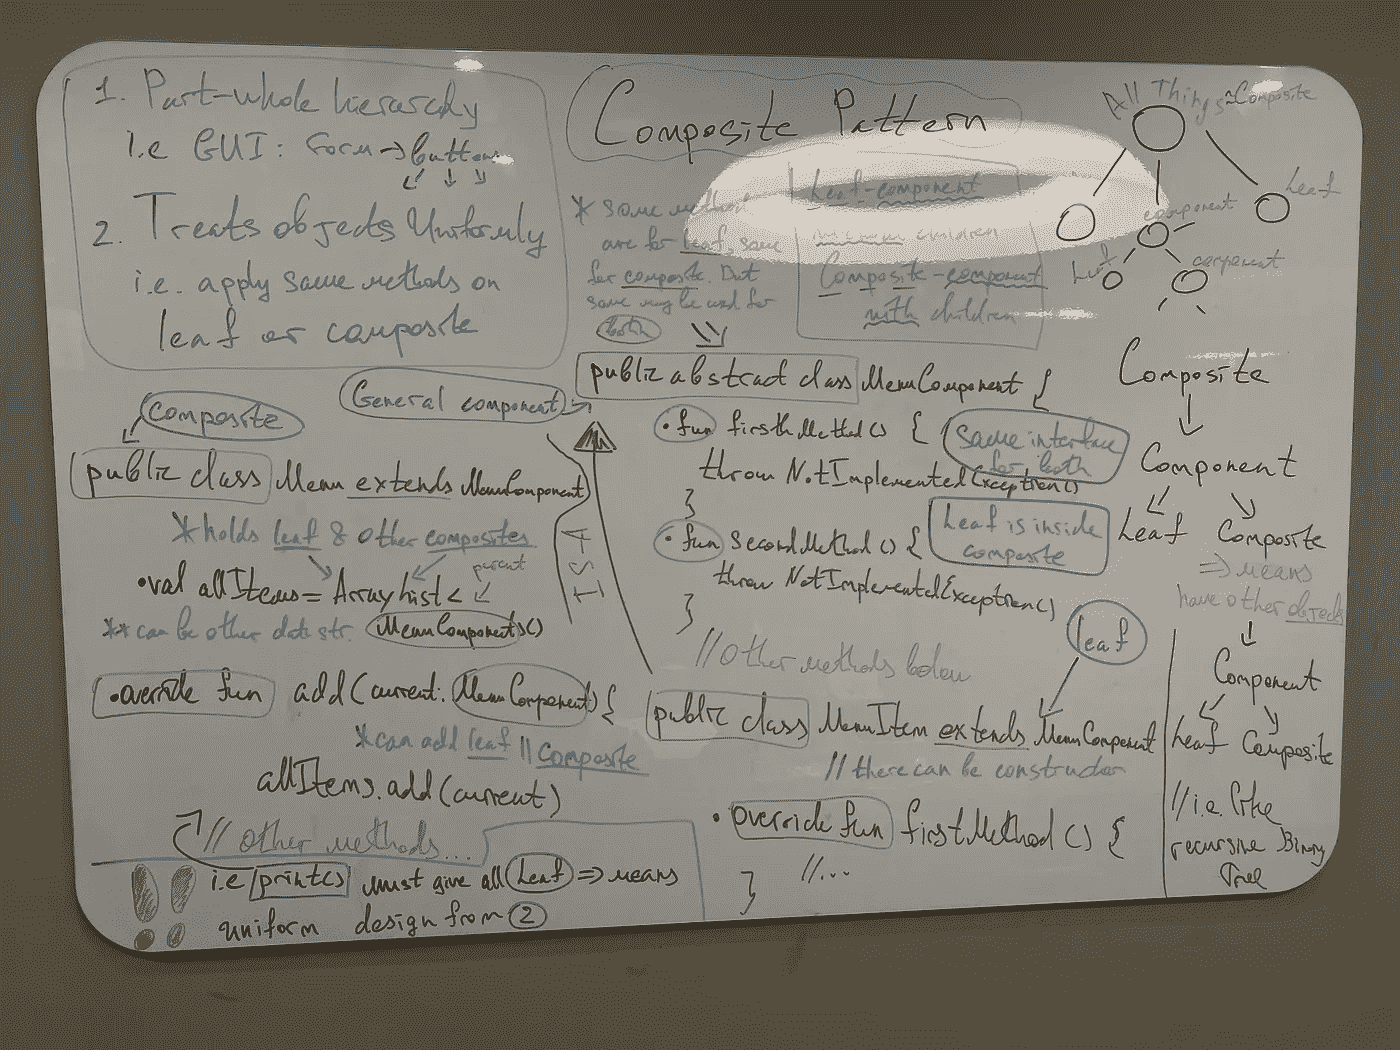 1. Part-whole hierarchy
i.e GUI: Form → buttons
2. Treats objects Uniformly
i.e. apply same methods on
leaf or composite
Composite Pattern
* some methods
are for leaf, some
for composite. But
some may be used for
both
Leaf-component
without children
Composite-component
with children
All Things ≈ Composite
Leaf
component
Leaf
component
General component
public abstract class MenuComponent {
• fun firstMethod() {
throw NotImplementedException()
}
Same interface
for both
• fun secondMethod() {
throw NotImplementedException()
}
Leaf is inside
composite
// Other methods below
composite
public class Menu extends MenuComponent
* holds leaf & other composites
parent
• val allItems = ArrayList<
MenuComponent>()
** can be other data str.
IS-A
• override fun add(current: MenuComponent) {
* can add leaf || Composite
allItems.add(current)
// other methods...
i.e print() must give all Leaf => means
uniform design from 2
leaf
public class MenuItem extends MenuComponent
// there can be constructor
• override fun firstMethod() {
//...
}
Composite
Component
Leaf Composite
=> means
have other objects
Component
Leaf Composite
// i.e. like
recursive Binary
Tree